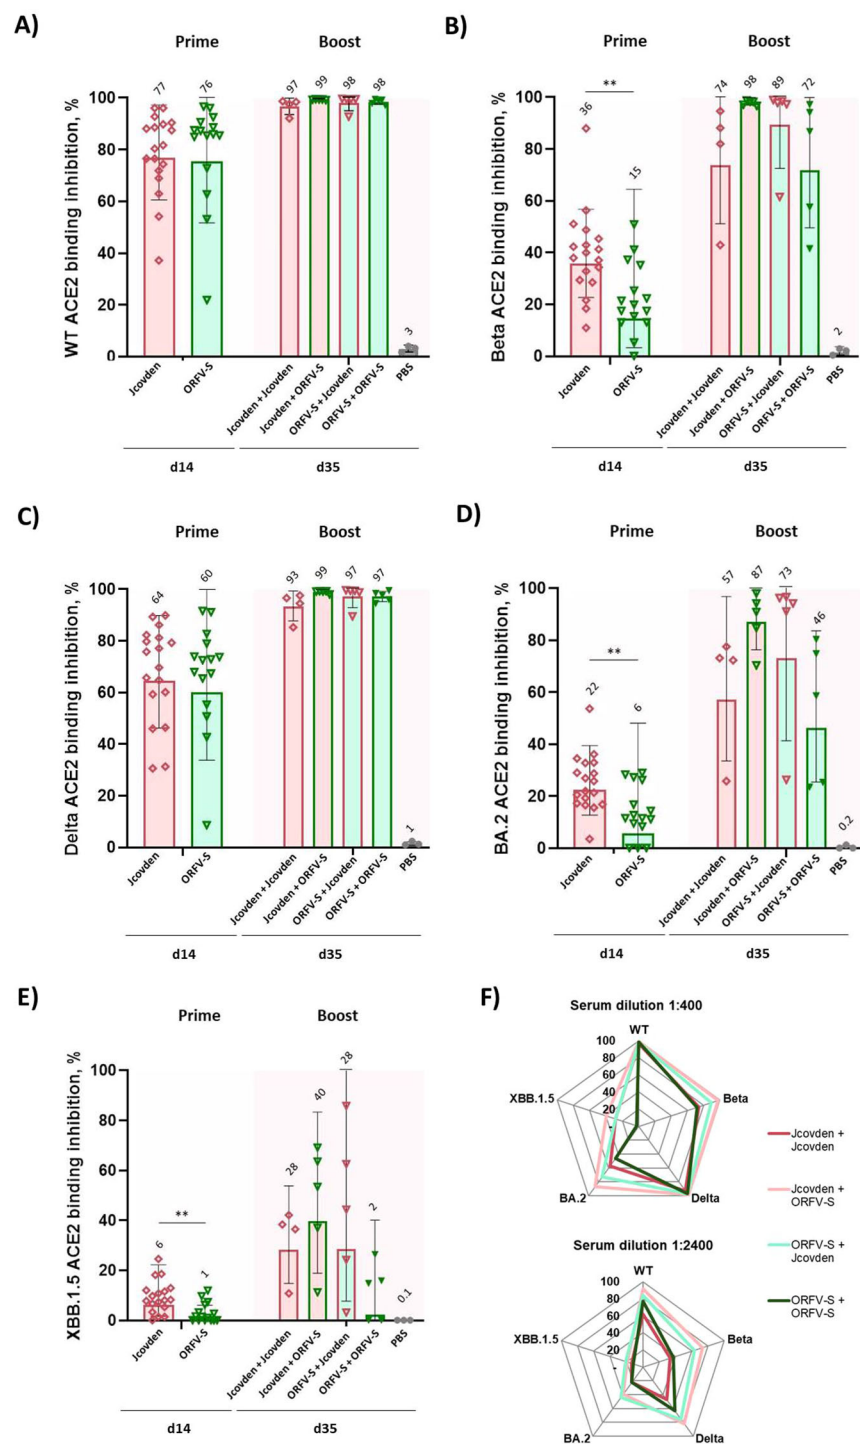 A)
Prime
Boost
77
76
97
99
98
98
3
WT ACE2 binding inhibition, %
100
80
60
40
20
0
Jcovden
ORFV-S
Jcovden + Jcovden
Jcovden + ORFV-S
ORFV-S + Jcovden
ORFV-S + ORFV-S
PBS
d14
d35
B)
Prime
Boost
**
36
15
74
98
89
72
2
Beta ACE2 binding inhibition, %
100
80
60
40
20
0
Jcovden
ORFV-S
Jcovden + Jcovden
Jcovden + ORFV-S
ORFV-S + Jcovden
ORFV-S + ORFV-S
PBS
d14
d35
C)
Prime
Boost
64
60
93
99
97
97
1
Delta ACE2 binding inhibition, %
100
80
60
40
20
0
Jcovden
ORFV-S
Jcovden + Jcovden
Jcovden + ORFV-S
ORFV-S + Jcovden
ORFV-S + ORFV-S
PBS
d14
d35
D)
Prime
Boost
**
22
6
57
87
73
46
0.2
BA.2 ACE2 binding inhibition, %
100
80
60
40
20
0
Jcovden
ORFV-S
Jcovden + Jcovden
Jcovden + ORFV-S
ORFV-S + Jcovden
ORFV-S + ORFV-S
PBS
d14
d35
E)
Prime
Boost
**
6
1
28
40
28
2
0.1
XBB.1.5 ACE2 binding inhibition, %
100
80
60
40
20
0
Jcovden
ORFV-S
Jcovden + Jcovden
Jcovden + ORFV-S
ORFV-S + Jcovden
ORFV-S + ORFV-S
PBS
d14
d35
F)
Serum dilution 1:400
WT
100
80
60
40
20
-
XBB.1.5
Beta
BA.2
Delta
Jcovden +
Jcovden
Jcovden +
ORFV-S
ORFV-S +
Jcovden
ORFV-S +
ORFV-S
Serum dilution 1:2400
WT
100
80
60
40
20
-
XBB.1.5
Beta
BA.2
Delta